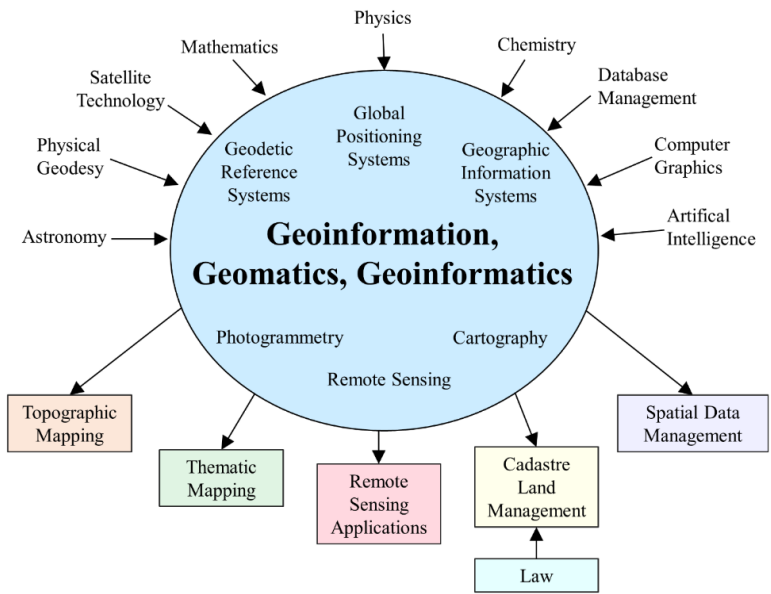 Physics
Mathematics
Chemistry
Satellite
Technology
Database
Management
Physical
Geodesy
Computer
Graphics
Astronomy
Artifical
Intelligence
Global
Positioning
Systems
Geodetic
Reference
Systems
Geographic
Information
Systems
Geoinformation,
Geomatics, Geoinformatics
Photogrammetry
Cartography
Remote Sensing
Topographic
Mapping
Thematic
Mapping
Remote
Sensing
Applications
Cadastre
Land
Management
Spatial Data
Management
Law